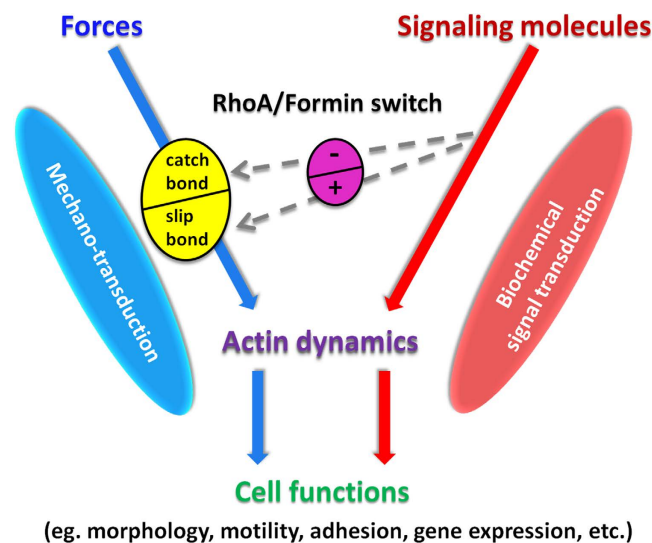 Forces
Signaling molecules
RhoA/Formin switch
catch
bond
slip
bond
-
+
Mechano-transduction
Biochemical
signal transduction
Actin dynamics
Cell functions
(eg. morphology, motility, adhesion, gene expression, etc.)